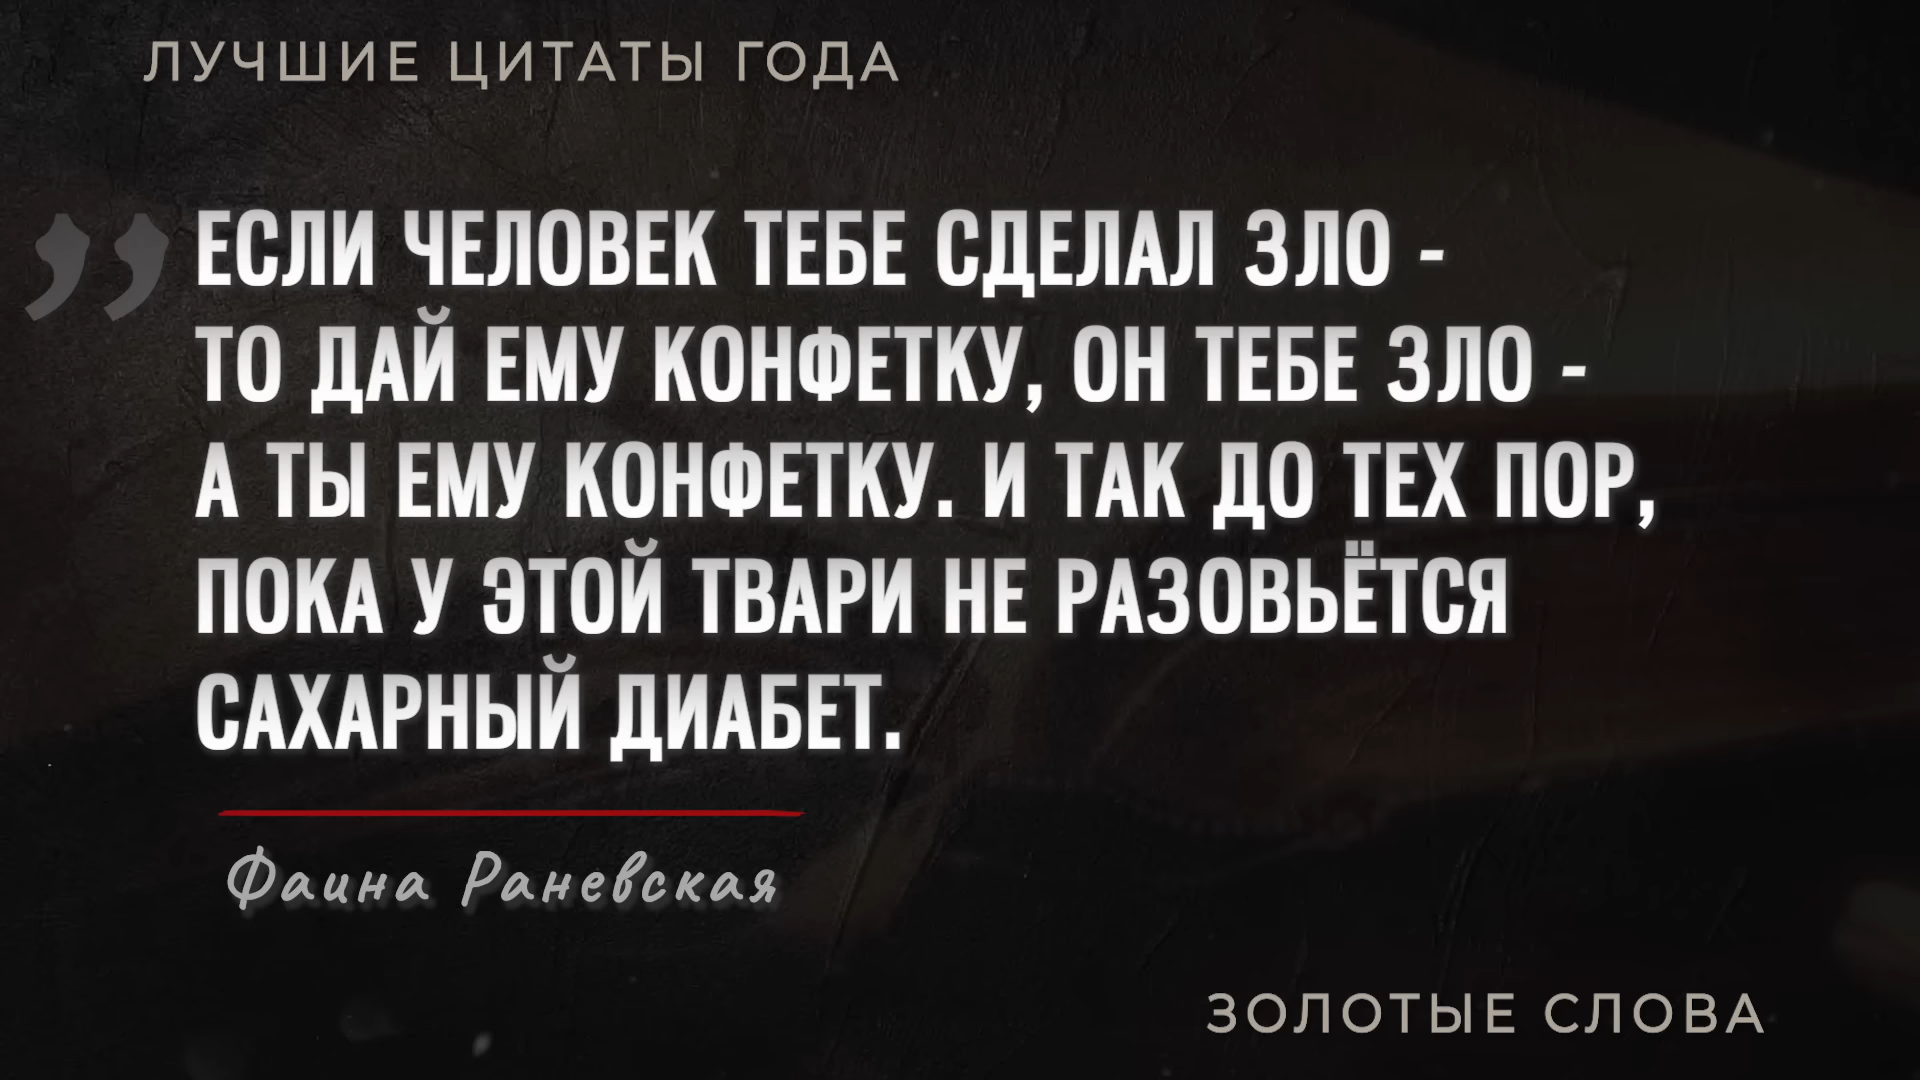 ЛУЧШИЕ ЦИТАТЫ ГОДА
” ЕСЛИ ЧЕЛОВЕК ТЕБЕ СДЕЛАЛ ЗЛО -
ТО ДАЙ ЕМУ КОНФЕТКУ, ОН ТЕБЕ ЗЛО -
А ТЫ ЕМУ КОНФЕТКУ. И ТАК ДО ТЕХ ПОР,
ПОКА У ЭТОЙ ТВАРИ НЕ РАЗОВЬЁТСЯ
САХАРНЫЙ ДИАБЕТ.
Фаина Раневская
ЗОЛОТЫЕ СЛОВА